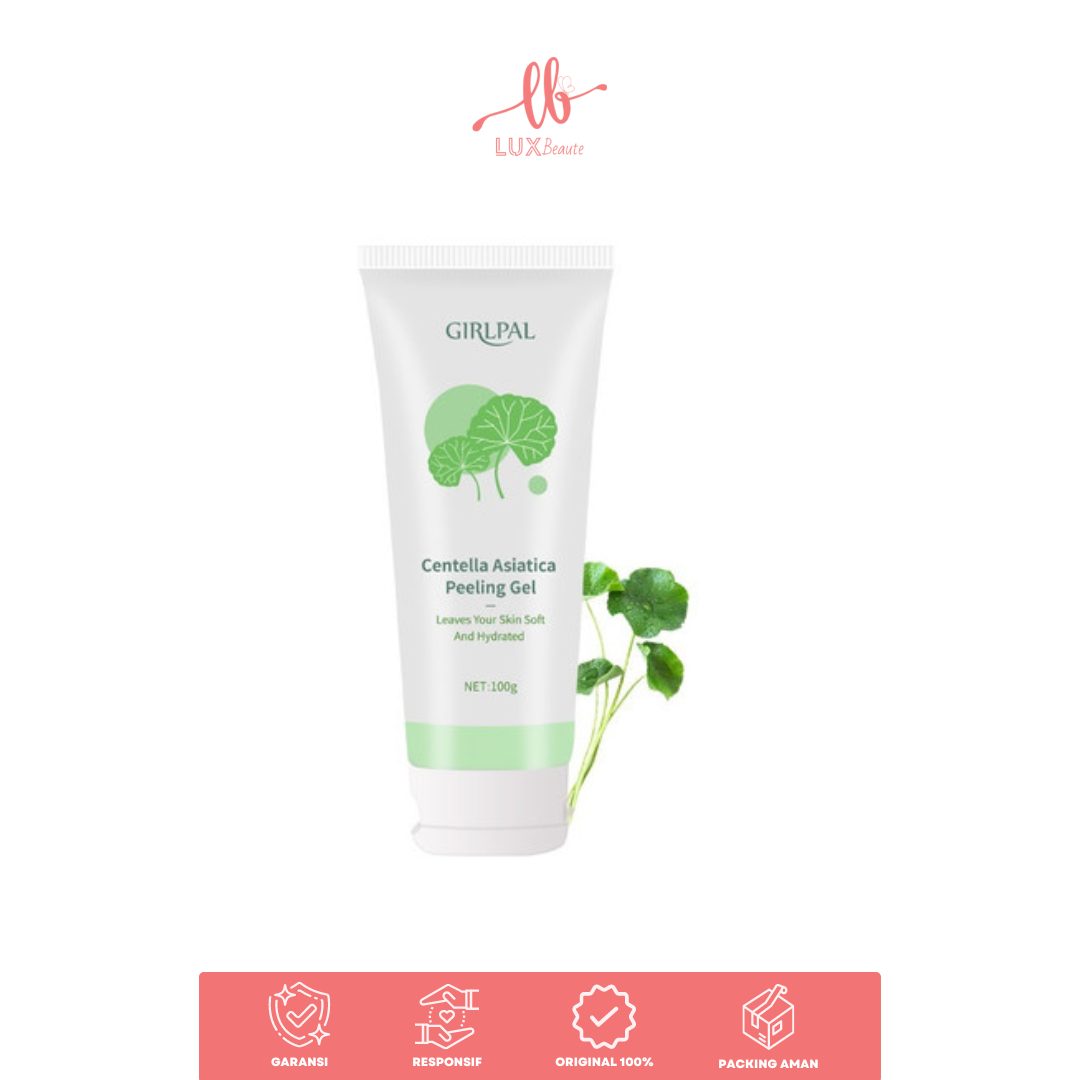 lb
LUX Beaute
GIRLPAL
Centella Asiatica
Peeling Gel
Leaves Your Skin Soft
And Hydrated
NET:100g
GARANSI
RESPONSIF
ORIGINAL 100%
PACKING AMAN